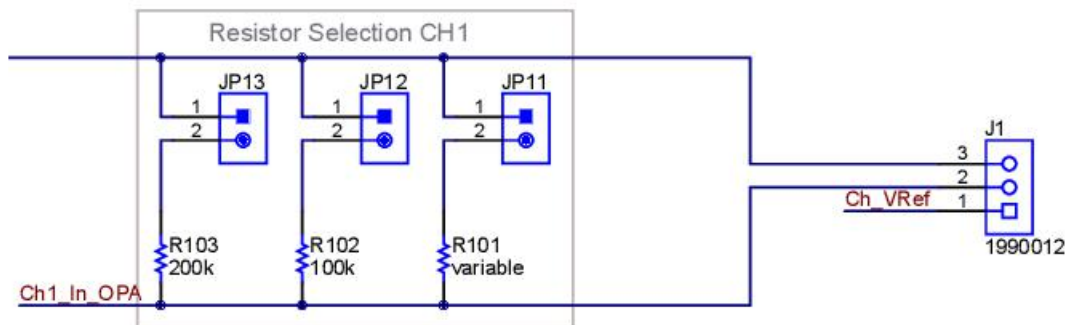 Resistor Selection CH1
JP13 JP12 JP11
1 1 1
2 2 2
J1
3
2
Ch_VRef 1
R103 R102 R101
200k 100k variable
1990012
Ch1_In_OPA